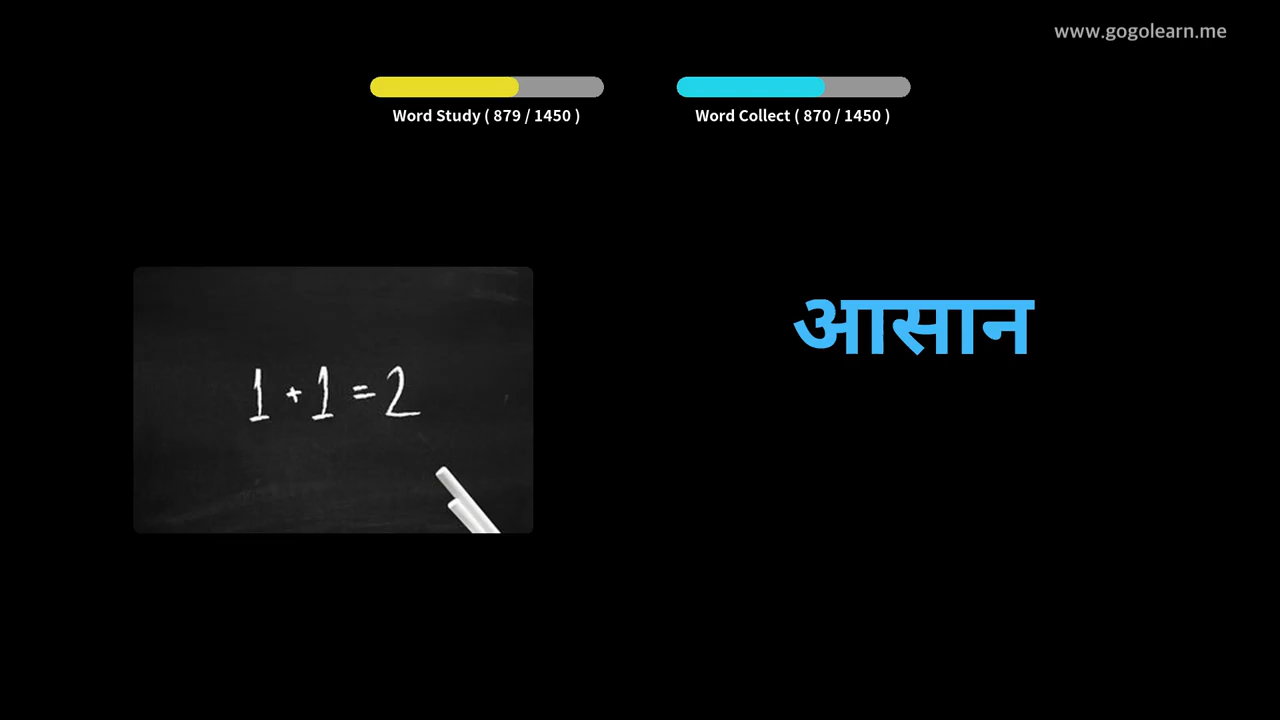 www.gogolearn.me
Word Study ( 879 / 1450 )
Word Collect ( 870 / 1450 )
आसान
1 + 1 = 2